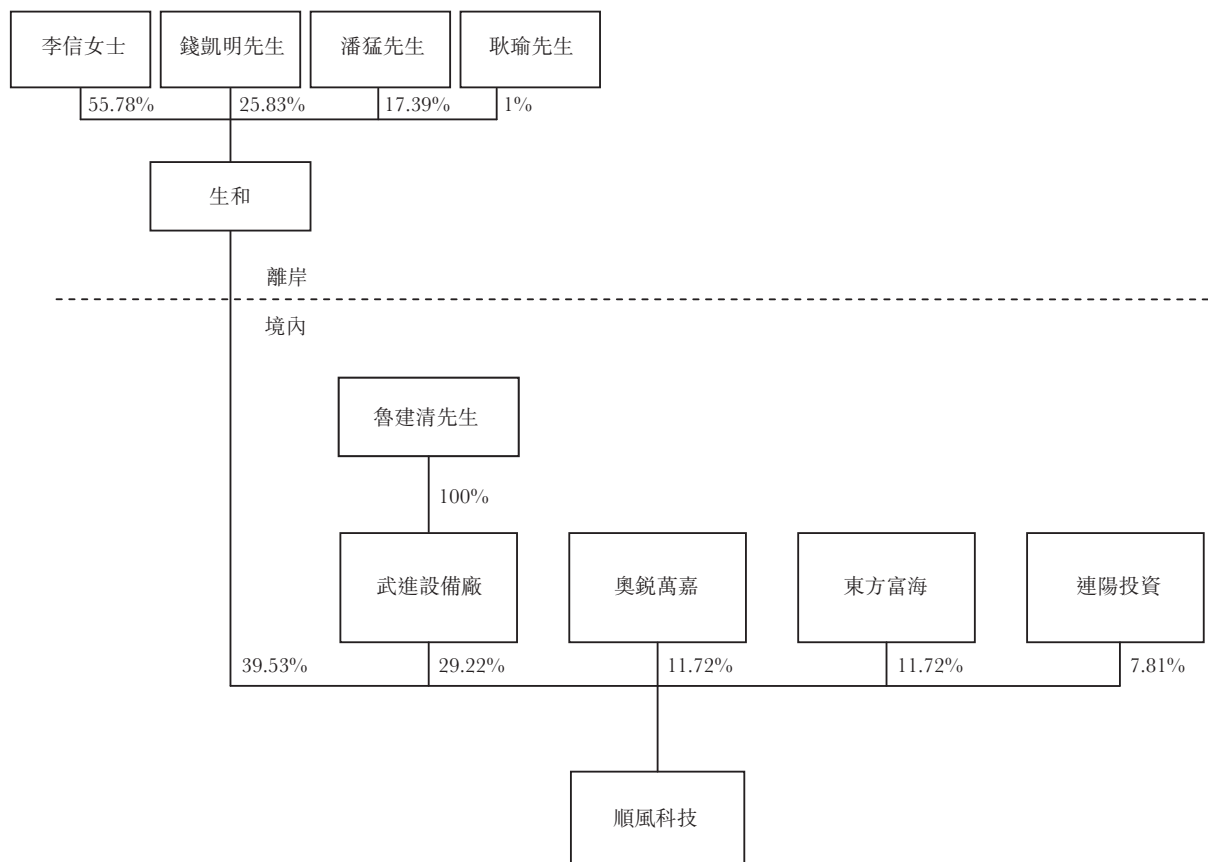 李信女士
錢凱明先生
潘猛先生
耿瑜先生
55.78%
25.83%
17.39%
1%
生和
離岸
境內
魯建清先生
100%
武進設備廠
奧銳萬嘉
東方富海
連陽投資
39.53%
29.22%
11.72%
11.72%
7.81%
順風科技